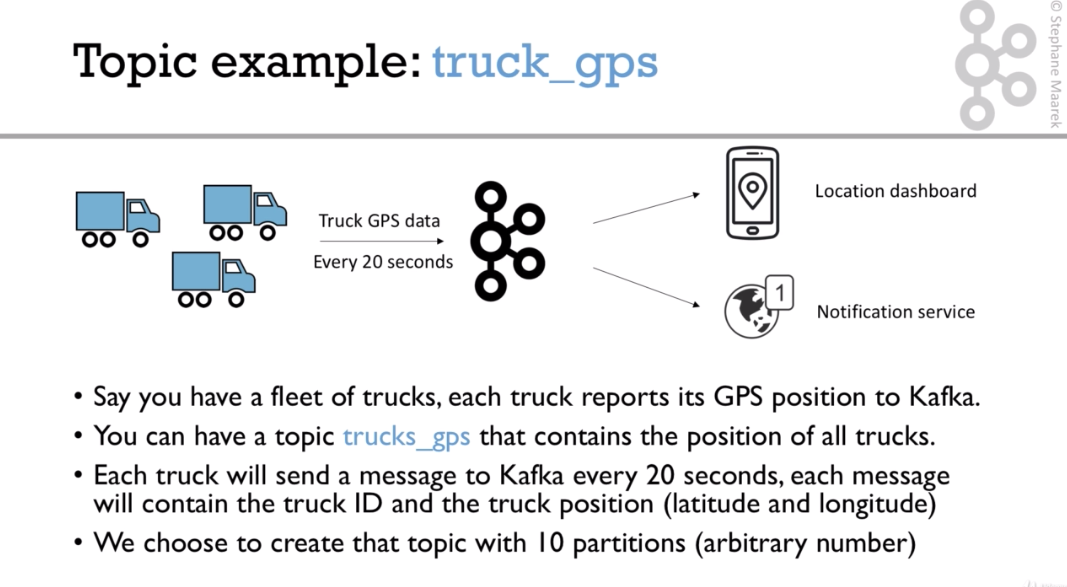 © Stephane Maarek
Topic example: truck_gps
Truck GPS data
Every 20 seconds
Location dashboard
1
Notification service
• Say you have a fleet of trucks, each truck reports its GPS position to Kafka.
• You can have a topic trucks_gps that contains the position of all trucks.
• Each truck will send a message to Kafka every 20 seconds, each message
will contain the truck ID and the truck position (latitude and longitude)
• We choose to create that topic with 10 partitions (arbitrary number)